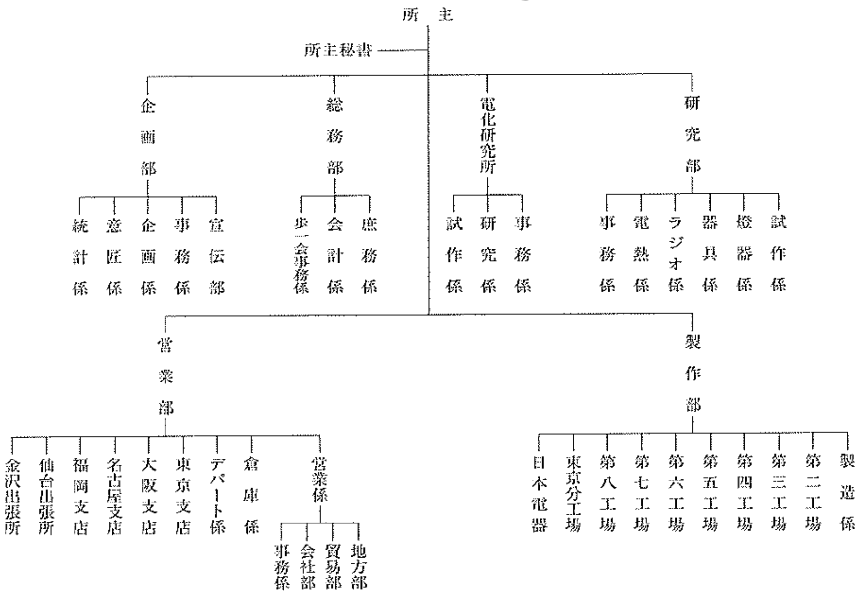 所主
所主秘書
研究部
電化研究所
総務部
企画部
試作係
燈器係
器具係
ラジオ係
電熱係
事務係
事務係
研究係
試作係
庶務係
会計係
歩一会事務係
宣伝部
事務係
企画係
意匠係
統計係
製作部
営業部
製造係
第二工場
第三工場
第四工場
第五工場
第六工場
第七工場
第八工場
東京分工場
日本電器
営業係
倉庫係
デパート係
東京支店
大阪支店
名古屋支店
福岡支店
仙台出張所
金沢出張所
地方部
貿易部
会社部
事務係